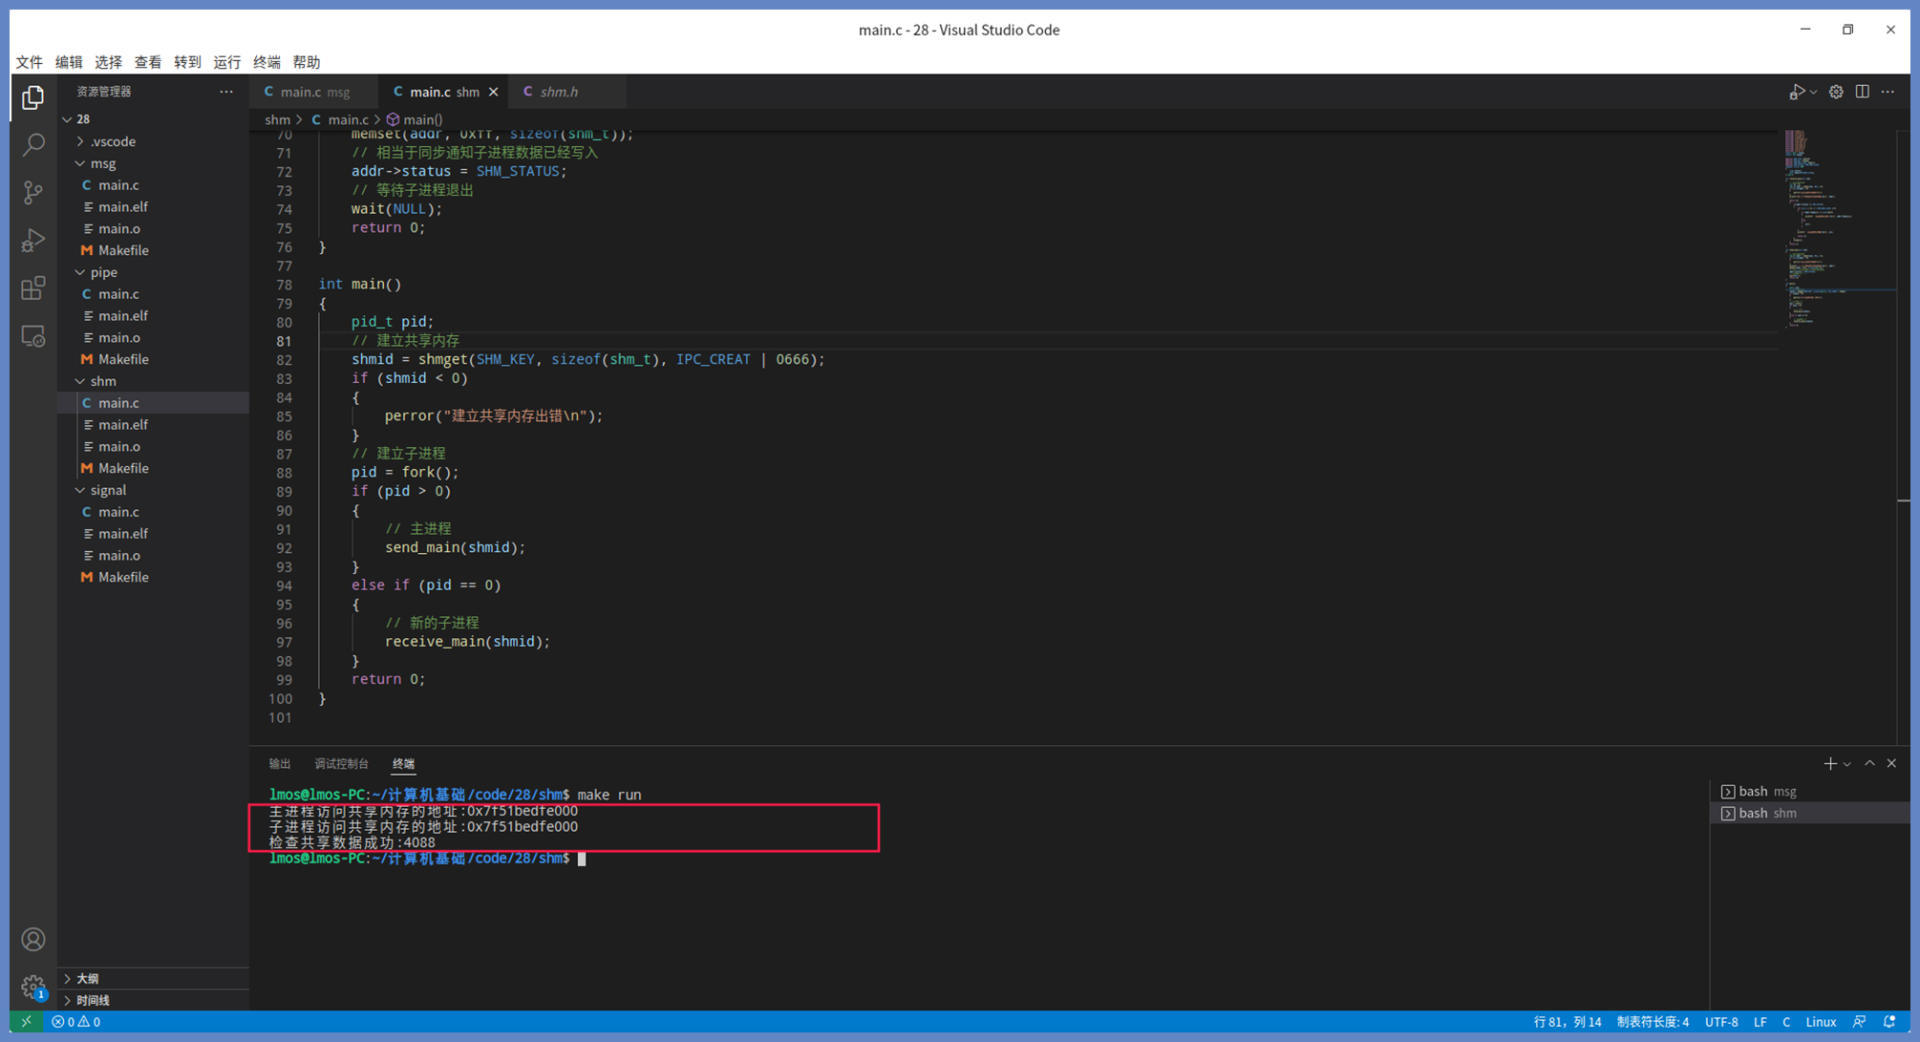 main.c - 28 - Visual Studio Code
文件 编辑 选择 查看 转到 运行 终端 帮助
资源管理器
28
.vscode
msg
C main.c
main.elf
main.o
M Makefile
pipe
C main.c
main.elf
main.o
M Makefile
shm
C main.c
main.elf
main.o
M Makefile
signal
C main.c
main.elf
main.o
M Makefile
大纲
时间线
C main.c msg C main.c shm C shm.h
shm > C main.c > main()
70 memset(addr, 0xff, sizeof(shm_t));
71 // 相当于同步通知子进程数据已经写入
72 addr->status = SHM_STATUS;
73 // 等待子进程退出
74 wait(NULL);
75 return 0;
76 }
77
78 int main()
79 {
80 pid_t pid;
81 // 建立共享内存
82 shmid = shmget(SHM_KEY, sizeof(shm_t), IPC_CREAT | 0666);
83 if (shmid < 0)
84 {
85 perror("建立共享内存出错\n");
86 }
87 // 建立子进程
88 pid = fork();
89 if (pid > 0)
90 {
91 // 主进程
92 send_main(shmid);
93 }
94 else if (pid == 0)
95 {
96 // 新的子进程
97 receive_main(shmid);
98 }
99 return 0;
100 }
101
输出 调试控制台 终端
lmos@lmos-PC:~/计算机基础/code/28/shm$ make run
主进程访问共享内存的地址:0x7f51bedfe000
子进程访问共享内存的地址:0x7f51bedfe000
检查共享数据成功:4088
lmos@lmos-PC:~/计算机基础/code/28/shm$
bash msg
bash shm
1
0 0
行 81，列 14 制表符长度: 4 UTF-8 LF C Linux